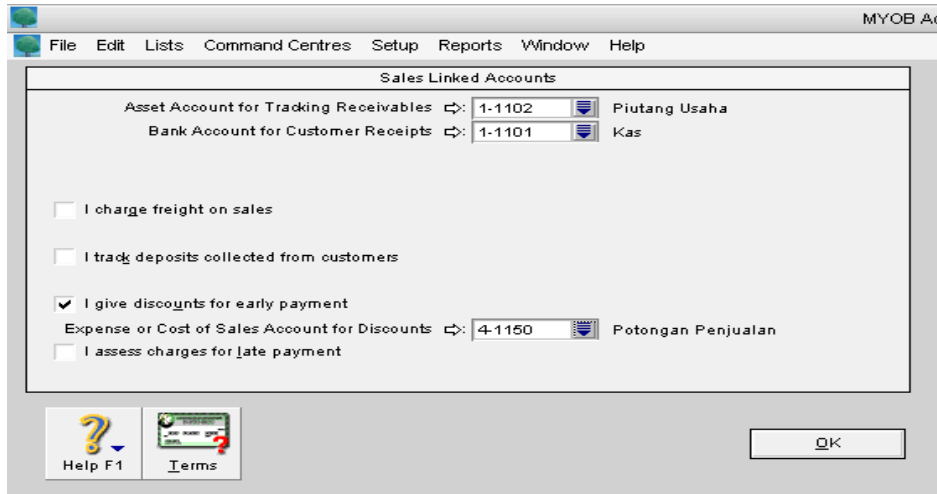 MYOB Ac
File Edit Lists Command Centres Setup Reports Window Help
Sales Linked Accounts
Asset Account for Tracking Receivables ⇨: 1-1102 Piutang Usaha
Bank Account for Customer Receipts ⇨: 1-1101 Kas
I charge freight on sales
I track deposits collected from customers
I give discounts for early payment
Expense or Cost of Sales Account for Discounts ⇨: 4-1150 Potongan Penjualan
I assess charges for late payment
Help F1 Terms OK